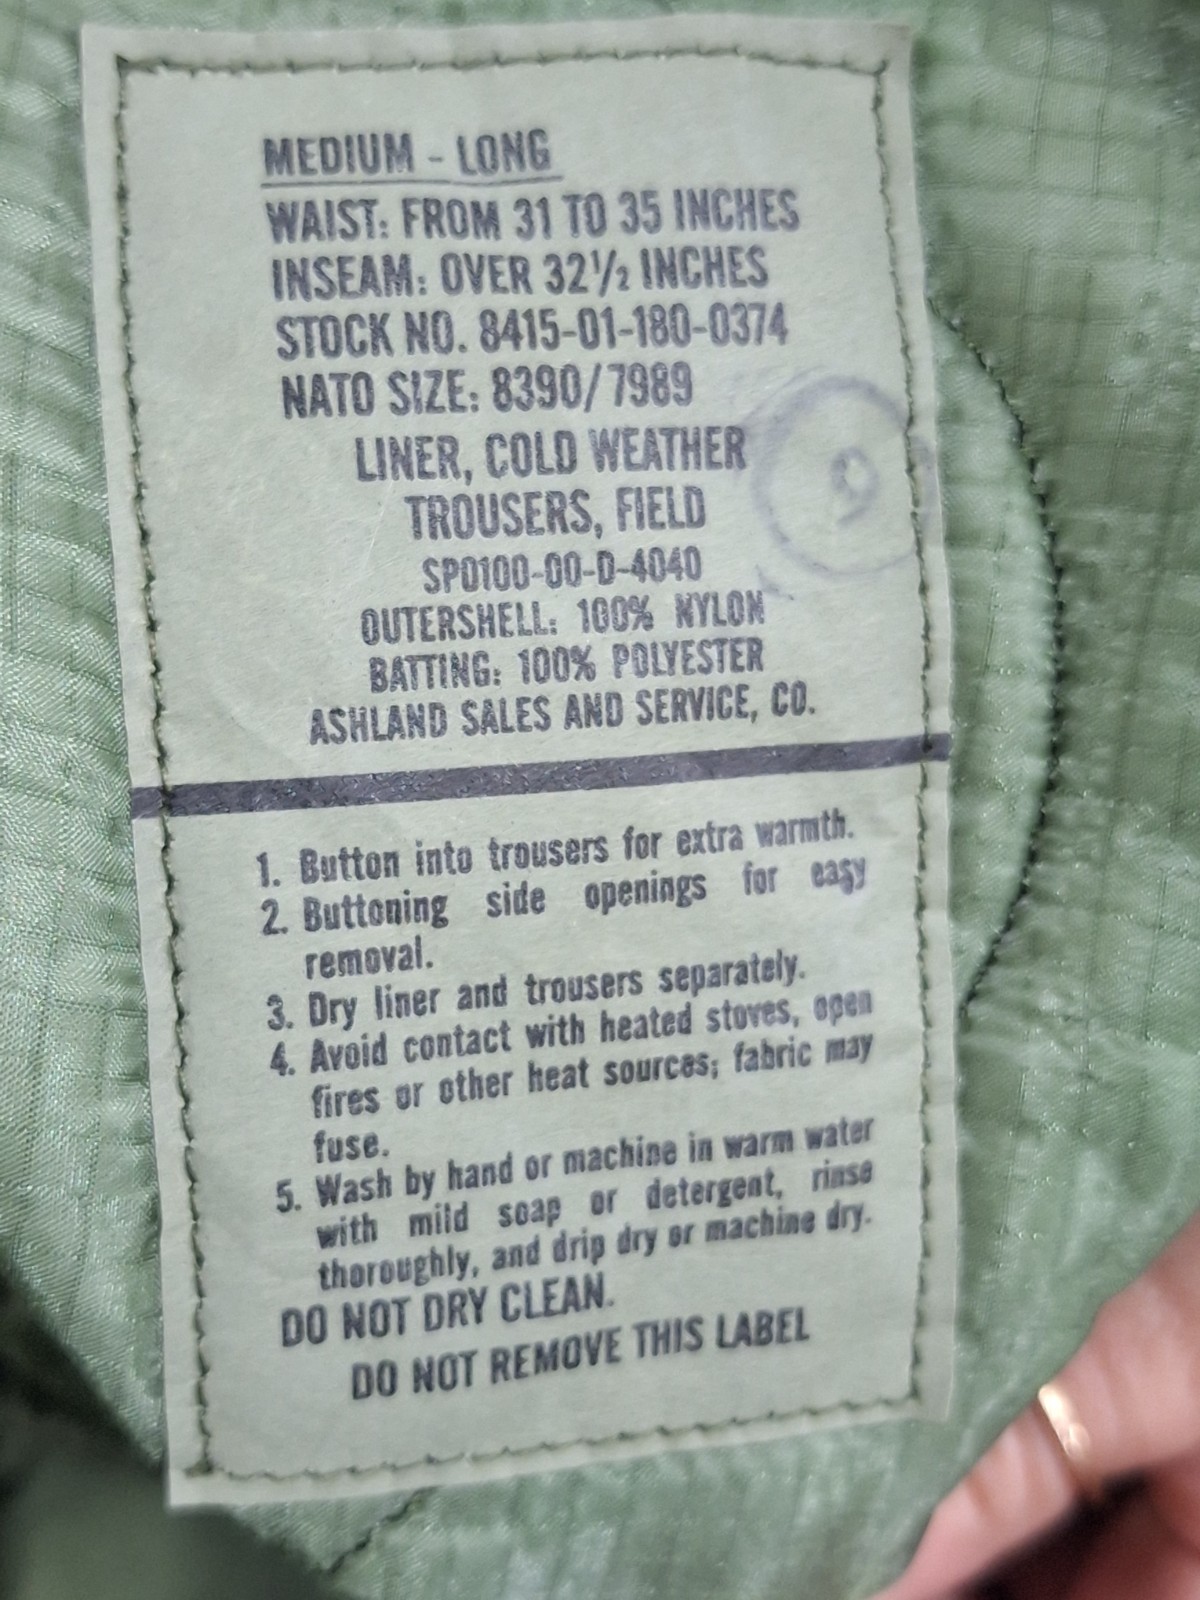 MEDIUM - LONG
WAIST: FROM 31 TO 35 INCHES
INSEAM: OVER 32½ INCHES
STOCK NO. 8415-01-180-0374
NATO SIZE: 8390/7989
LINER, COLD WEATHER
TROUSERS, FIELD
SP0100-00-D-4040
OUTERSHELL: 100% NYLON
BATTING: 100% POLYESTER
ASHLAND SALES AND SERVICE, CO.
1. Button into trousers for extra warmth.
2. Buttoning side openings for easy
removal.
3. Dry liner and trousers separately.
4. Avoid contact with heated stoves, open
fires or other heat sources; fabric may
fuse.
5. Wash by hand or machine in warm water
with mild soap or detergent, rinse
thoroughly, and drip dry or machine dry.
DO NOT DRY CLEAN.
DO NOT REMOVE THIS LABEL